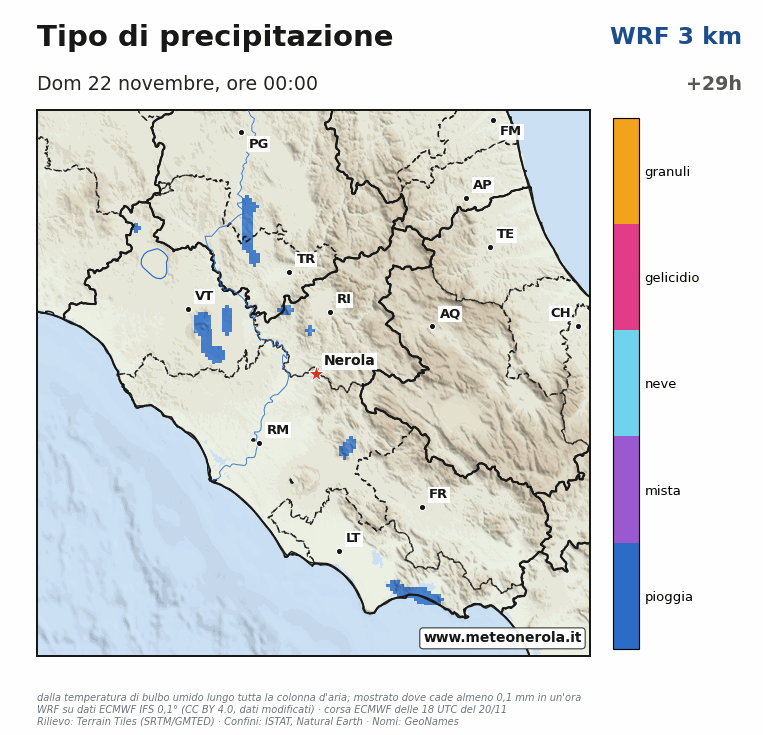 Tipo di precipitazione
WRF 3 km
Dom 22 novembre, ore 00:00
+29h
FM
PG
AP
TE
TR
VT
RI
AQ
CH
Nerola
RM
FR
LT
granuli
gelicidio
neve
mista
pioggia
www.meteonerola.it
dalla temperatura di bulbo umido lungo tutta la colonna d'aria; mostrato dove cade almeno 0,1 mm in un'ora
WRF su dati ECMWF IFS 0,1° (CC BY 4.0, dati modificati) · corsa ECMWF delle 18 UTC del 20/11
Rilievo: Terrain Tiles (SRTM/GMTED) · Confini: ISTAT, Natural Earth · Nomi: GeoNames